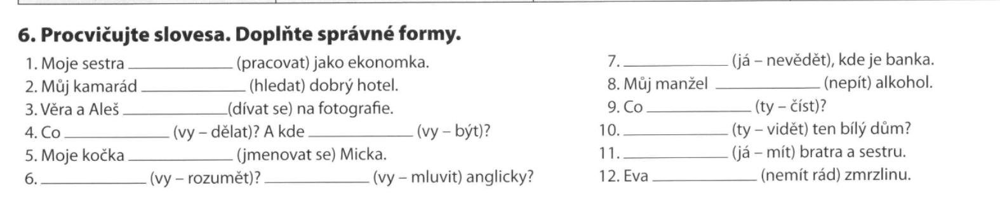 6. Procvičujte slovesa. Doplňte správné formy.
1. Moje sestra ____________ (pracovat) jako ekonomka.
2. Můj kamarád ____________ (hledat) dobrý hotel.
3. Věra a Aleš ____________(dívat se) na fotografie.
4. Co ____________ (vy – dělat)? A kde ____________ (vy – být)?
5. Moje kočka ____________ (jmenovat se) Micka.
6. ____________ (vy – rozumět)? ____________ (vy – mluvit) anglicky?
7. ____________ (já – nevědět), kde je banka.
8. Můj manžel ____________ (nepít) alkohol.
9. Co ____________ (ty – číst)?
10. ____________ (ty – vidět) ten bílý dům?
11. ____________ (já – mít) bratra a sestru.
12. Eva ____________ (nemít rád) zmrzlinu.